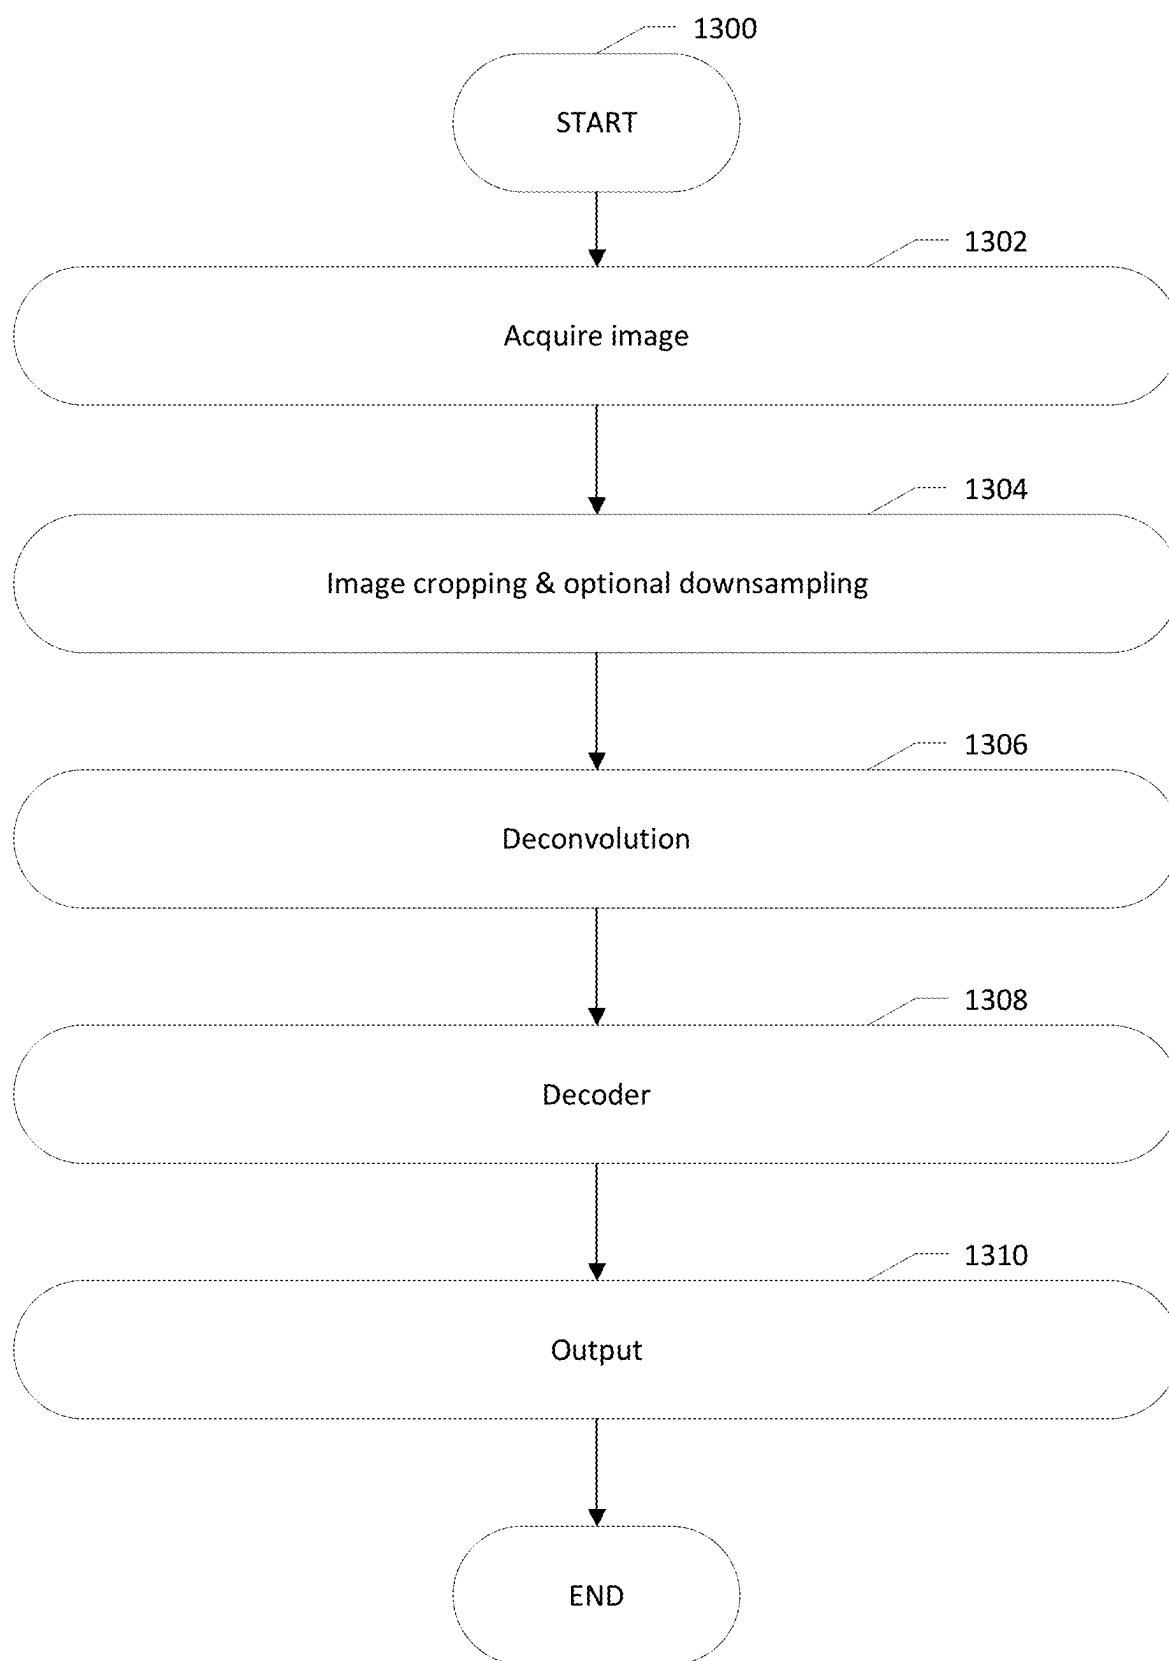 1300
START
1302
Acquire image
1304
Image cropping & optional downsampling
1306
Deconvolution
1308
Decoder
1310
Output
END